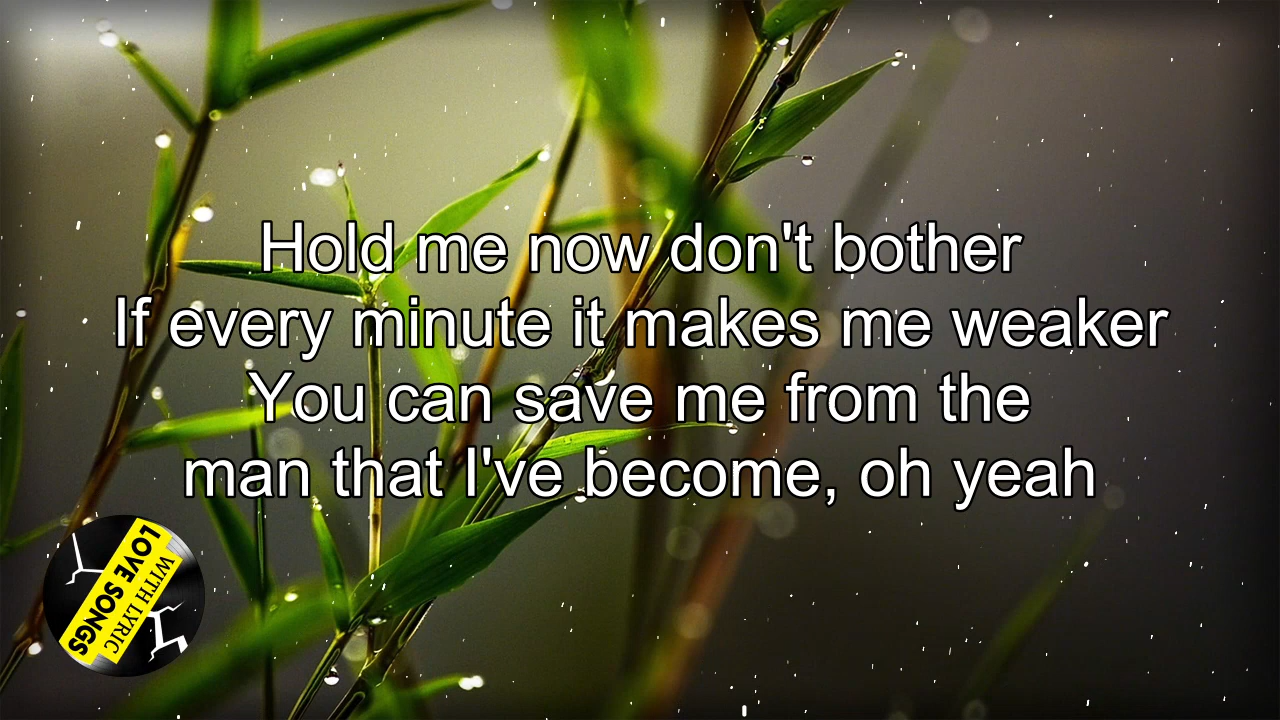 Hold me now don't bother
If every minute it makes me weaker
You can save me from the
man that I've become, oh yeah
LOVE SONGS
WITH LYRIC